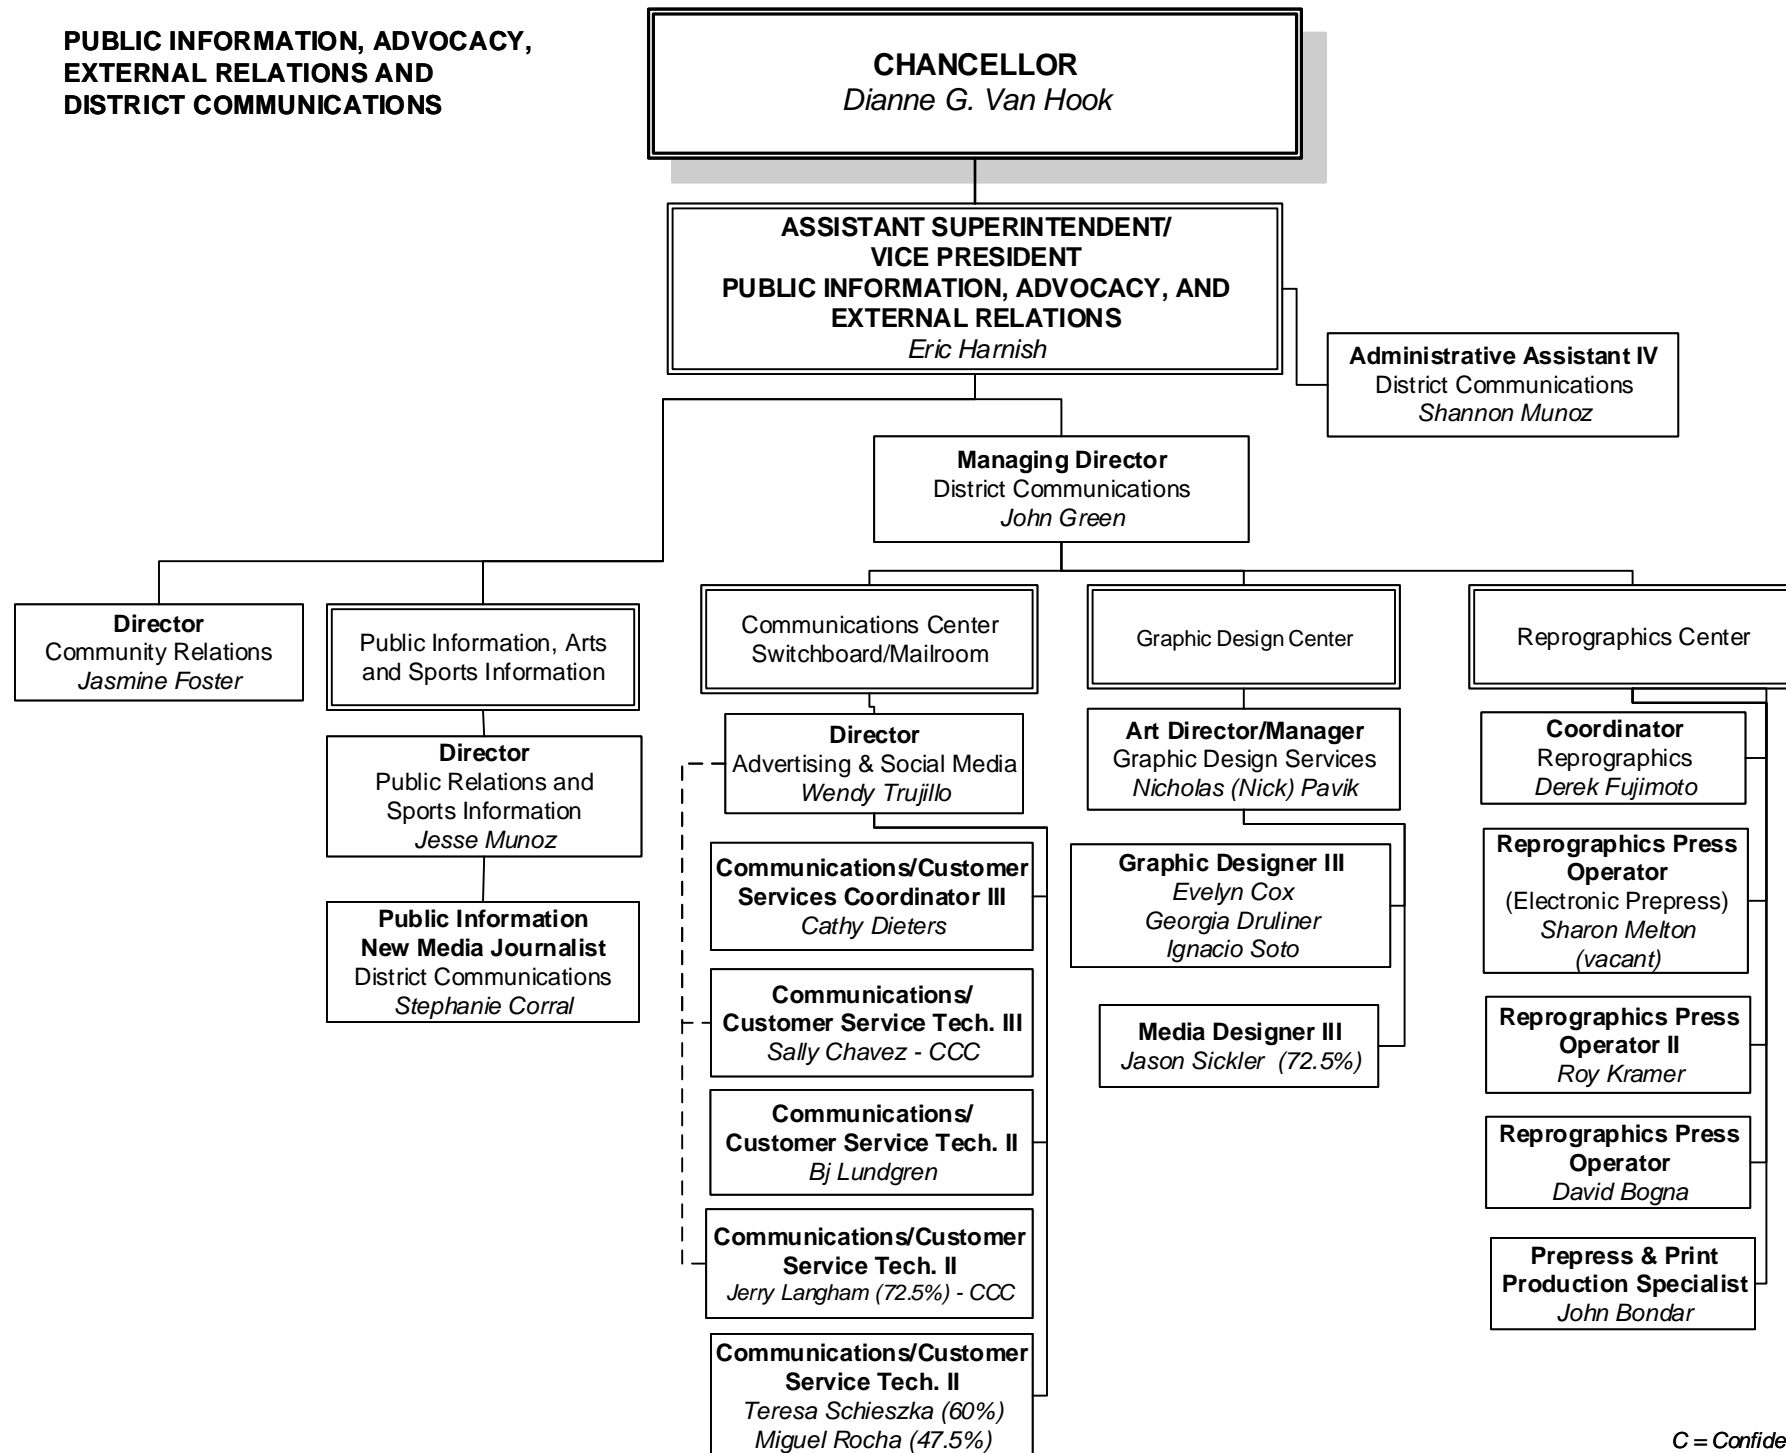 PUBLIC INFORMATION, ADVOCACY,
EXTERNAL RELATIONS AND
DISTRICT COMMUNICATIONS
CHANCELLOR
Dianne G. Van Hook
ASSISTANT SUPERINTENDENT/
VICE PRESIDENT
PUBLIC INFORMATION, ADVOCACY, AND
EXTERNAL RELATIONS
Eric Harnish
Administrative Assistant IV
District Communications
Shannon Munoz
Managing Director
District Communications
John Green
Director
Community Relations
Jasmine Foster
Public Information, Arts
and Sports Information
Director
Public Relations and
Sports Information
Jesse Munoz
Public Information
New Media Journalist
District Communications
Stephanie Corral
Communications Center
Switchboard/Mailroom
Director
Advertising & Social Media
Wendy Trujillo
Communications/Customer
Services Coordinator III
Cathy Dieters
Communications/
Customer Service Tech. III
Sally Chavez - CCC
Communications/
Customer Service Tech. II
Bj Lundgren
Communications/Customer
Service Tech. II
Jerry Langham (72.5%) - CCC
Communications/Customer
Service Tech. II
Teresa Schieszka (60%)
Miguel Rocha (47.5%)
Graphic Design Center
Art Director/Manager
Graphic Design Services
Nicholas (Nick) Pavik
Graphic Designer III
Evelyn Cox
Georgia Druliner
Ignacio Soto
Media Designer III
Jason Sickler (72.5%)
Reprographics Center
Coordinator
Reprographics
Derek Fujimoto
Reprographics Press
Operator
(Electronic Prepress)
Sharon Melton
(vacant)
Reprographics Press
Operator II
Roy Kramer
Reprographics Press
Operator
David Bogna
Prepress & Print
Production Specialist
John Bondar
C = Confide